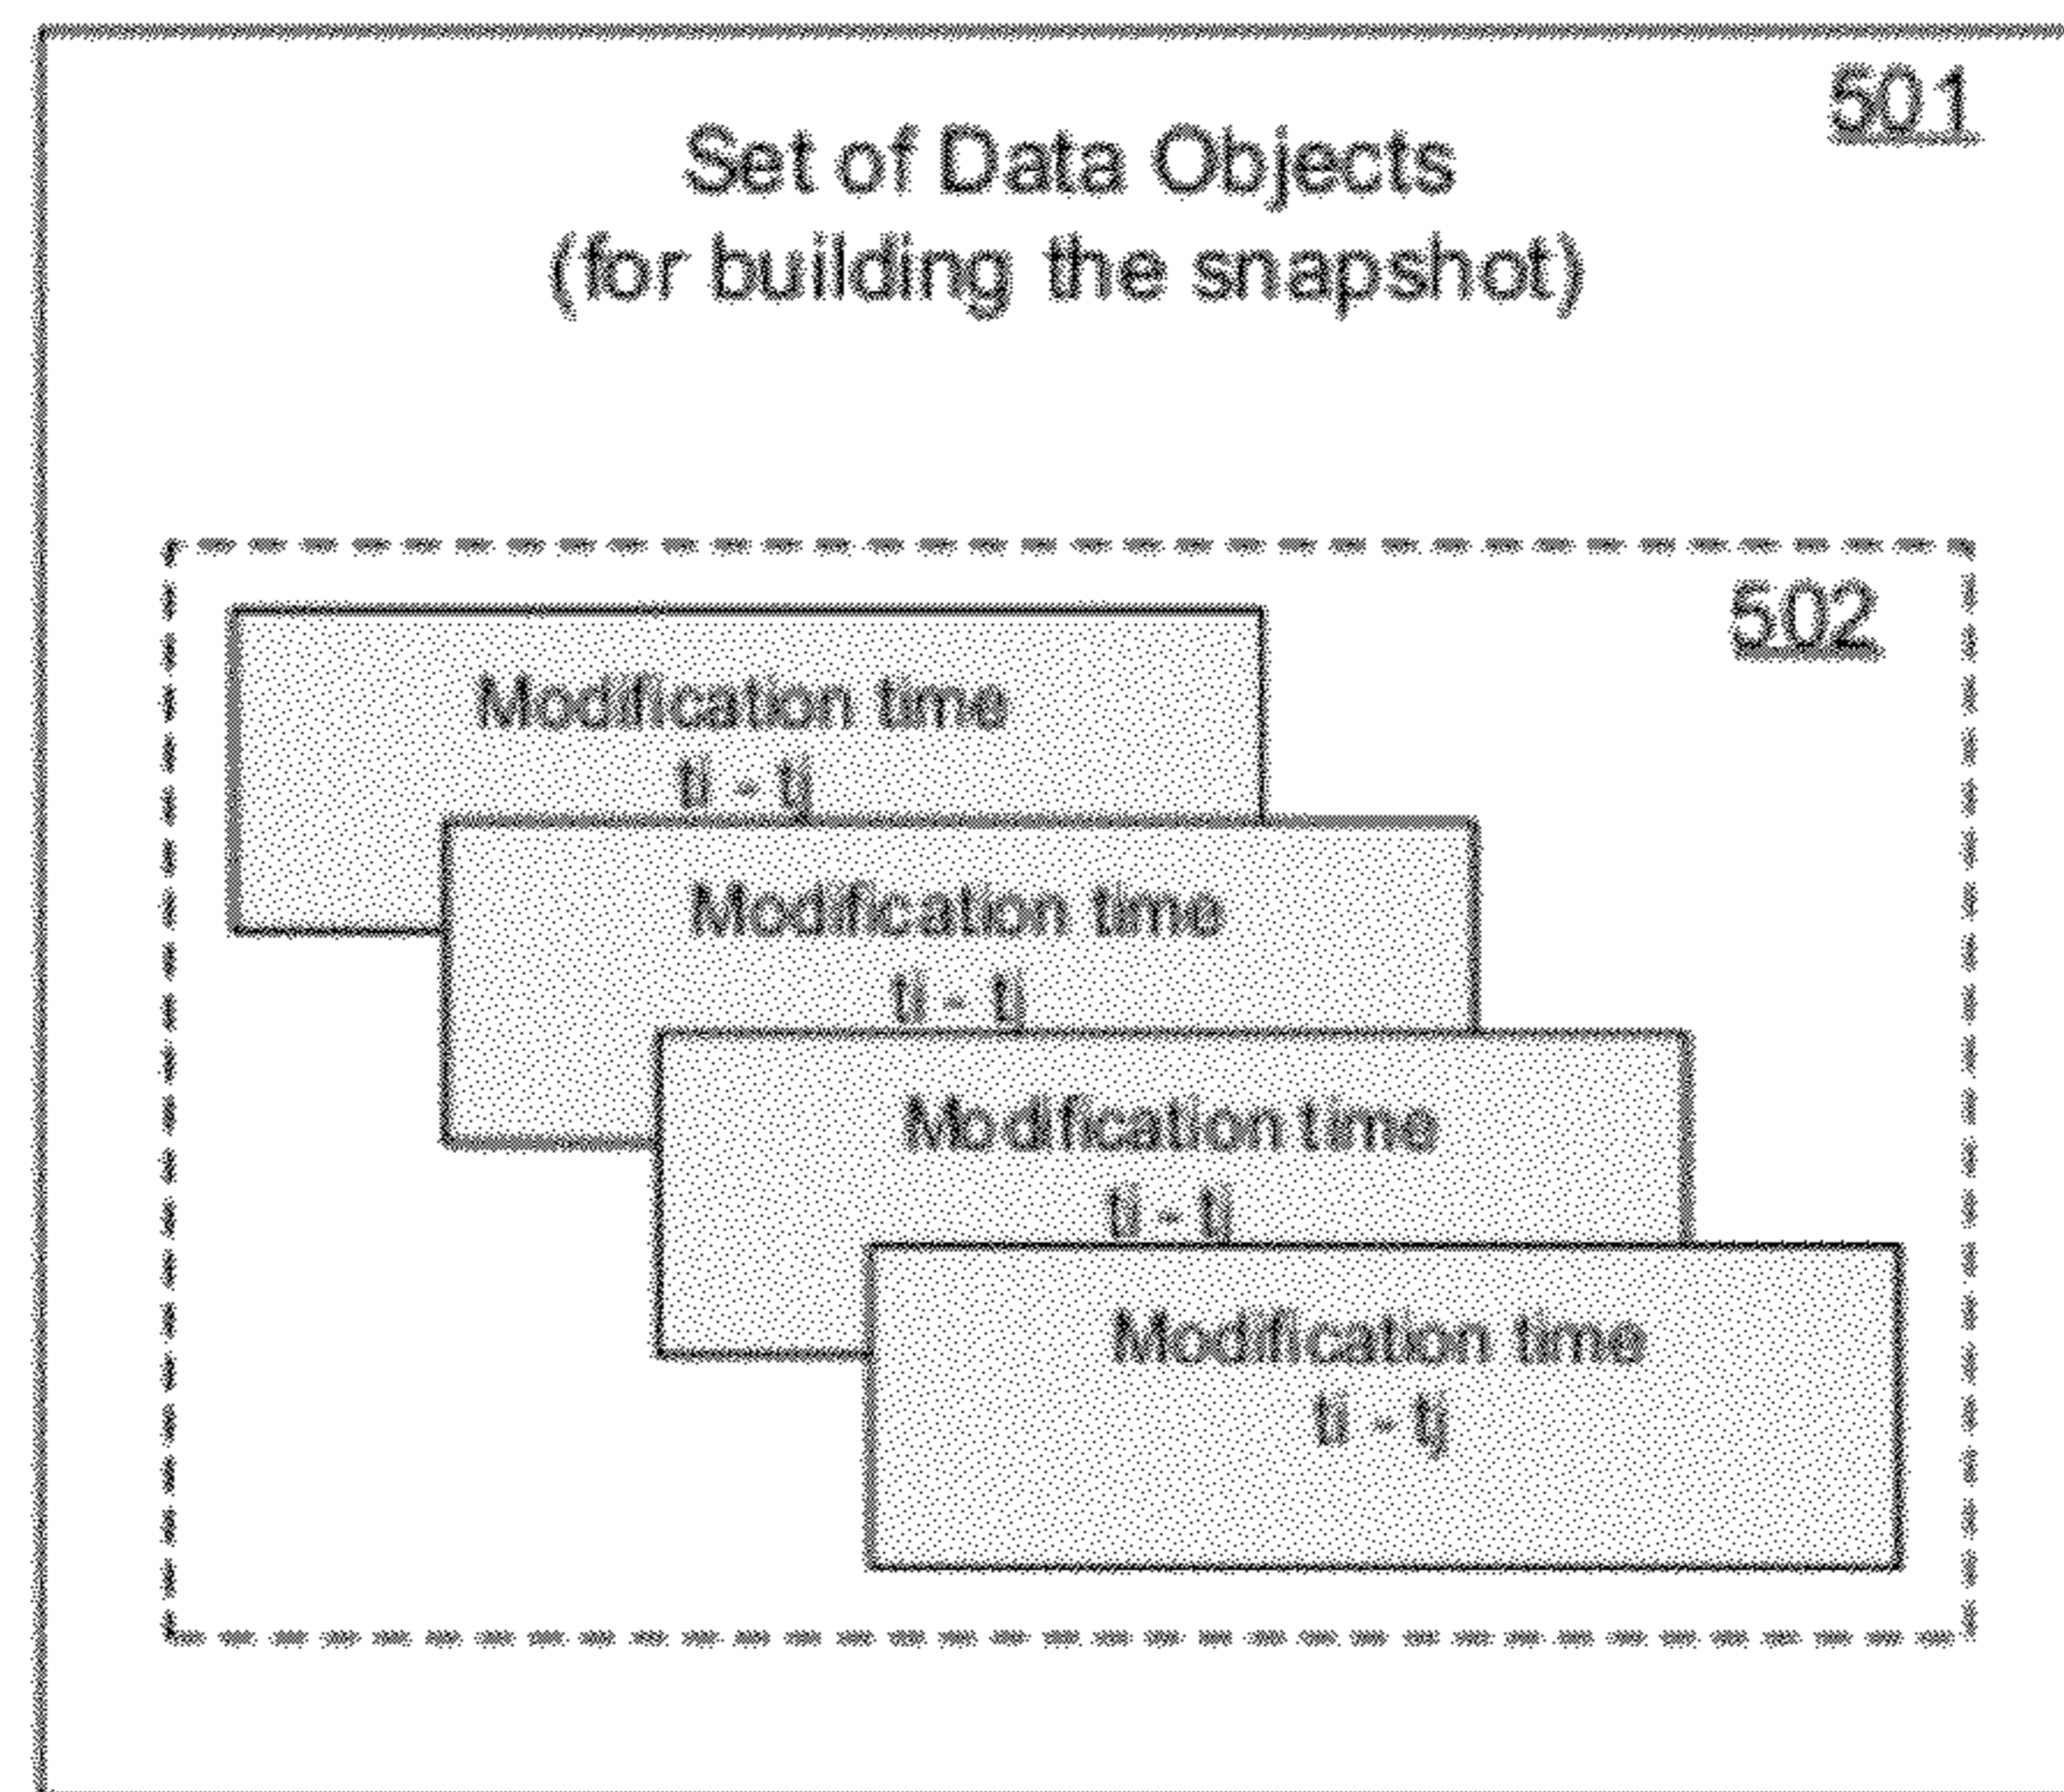 501
Set of Data Objects
(for building the snapshot)
502
Modification time
ti - tj
Modification time
ti - tj
Modification time
ti - tj
Modification time
ti - tj